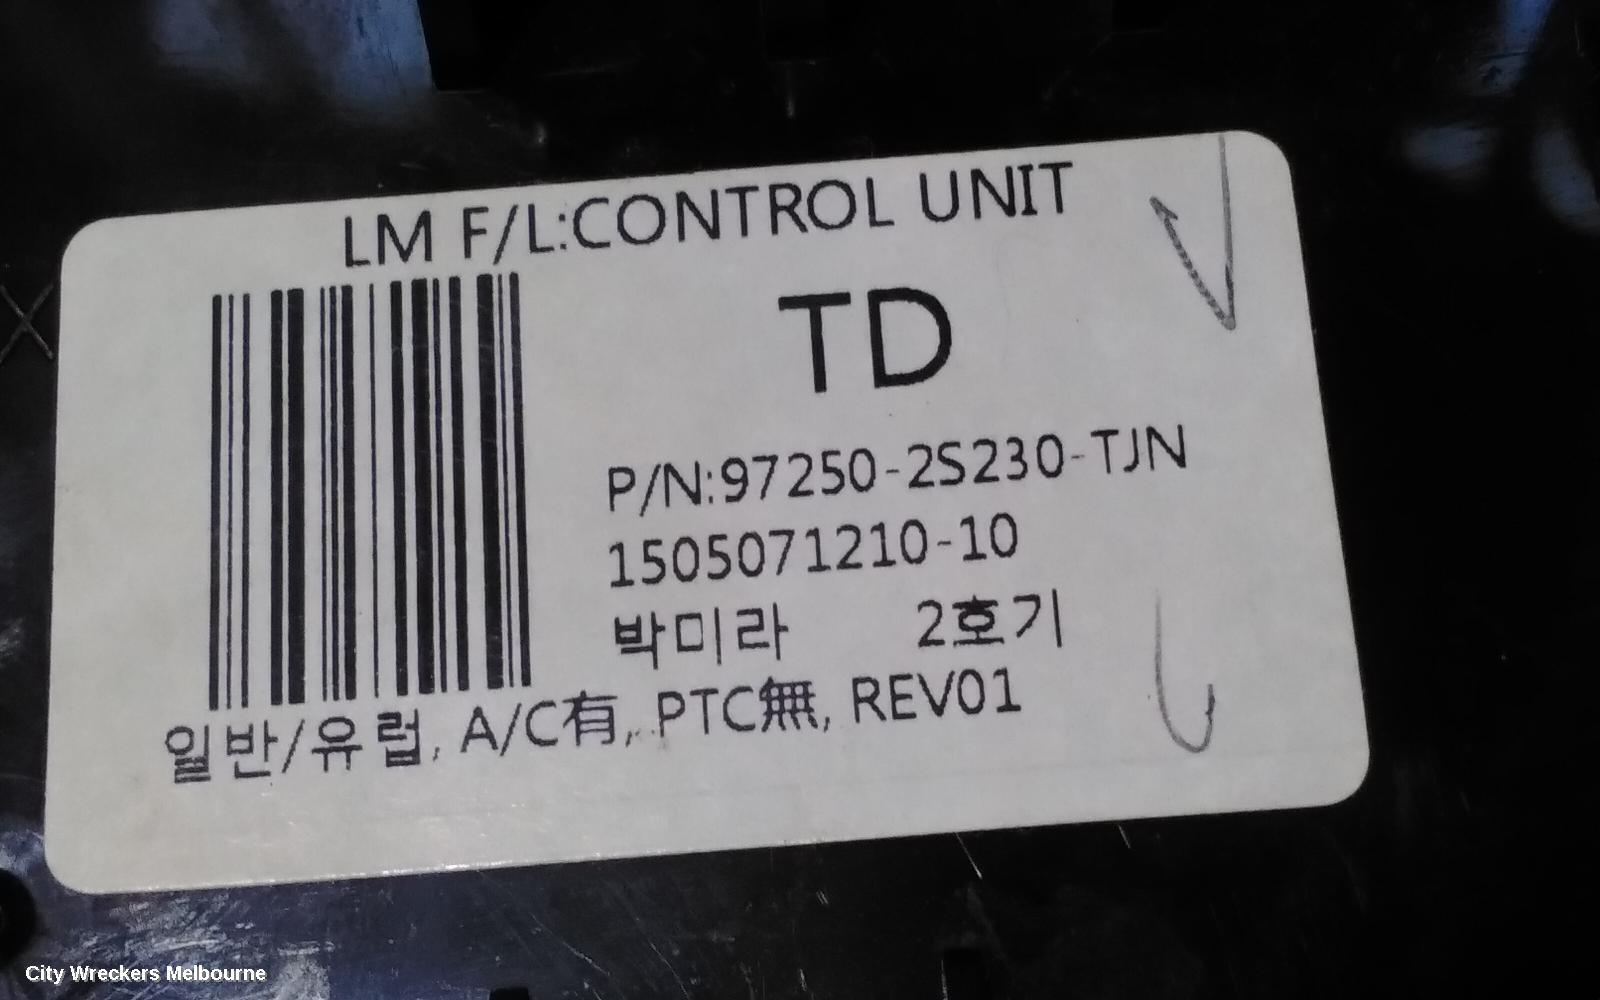 LM F/L:CONTROL UNIT
TD
P/N:97250-2S230-TJN
1505071210-10
박미라 2호기
일반/유럽, A/C有, PTC無, REV01
City Wreckers Melbourne